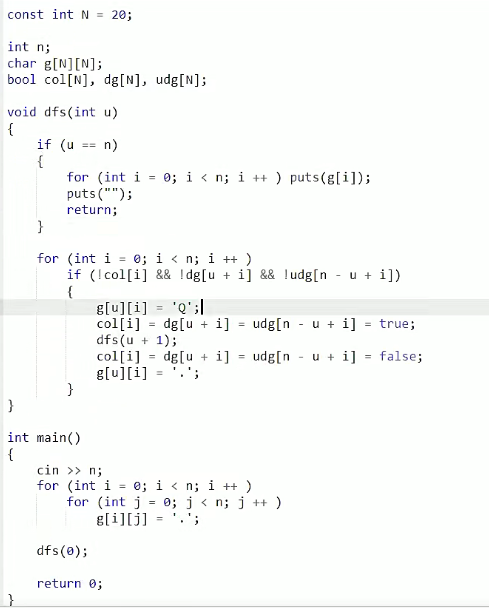 const int N = 20;
int n;
char g[N][N];
bool col[N], dg[N], udg[N];
void dfs(int u)
{
if (u == n)
{
for (int i = 0; i < n; i ++ ) puts(g[i]);
puts("");
return;
}
for (int i = 0; i < n; i ++ )
if (!col[i] && !dg[u + i] && !udg[n - u + i])
{
g[u][i] = 'Q';
col[i] = dg[u + i] = udg[n - u + i] = true;
dfs(u + 1);
col[i] = dg[u + i] = udg[n - u + i] = false;
g[u][i] = '.';
}
}
int main()
{
cin >> n;
for (int i = 0; i < n; i ++ )
for (int j = 0; j < n; j ++ )
g[i][j] = '.';
dfs(0);
return 0;
}